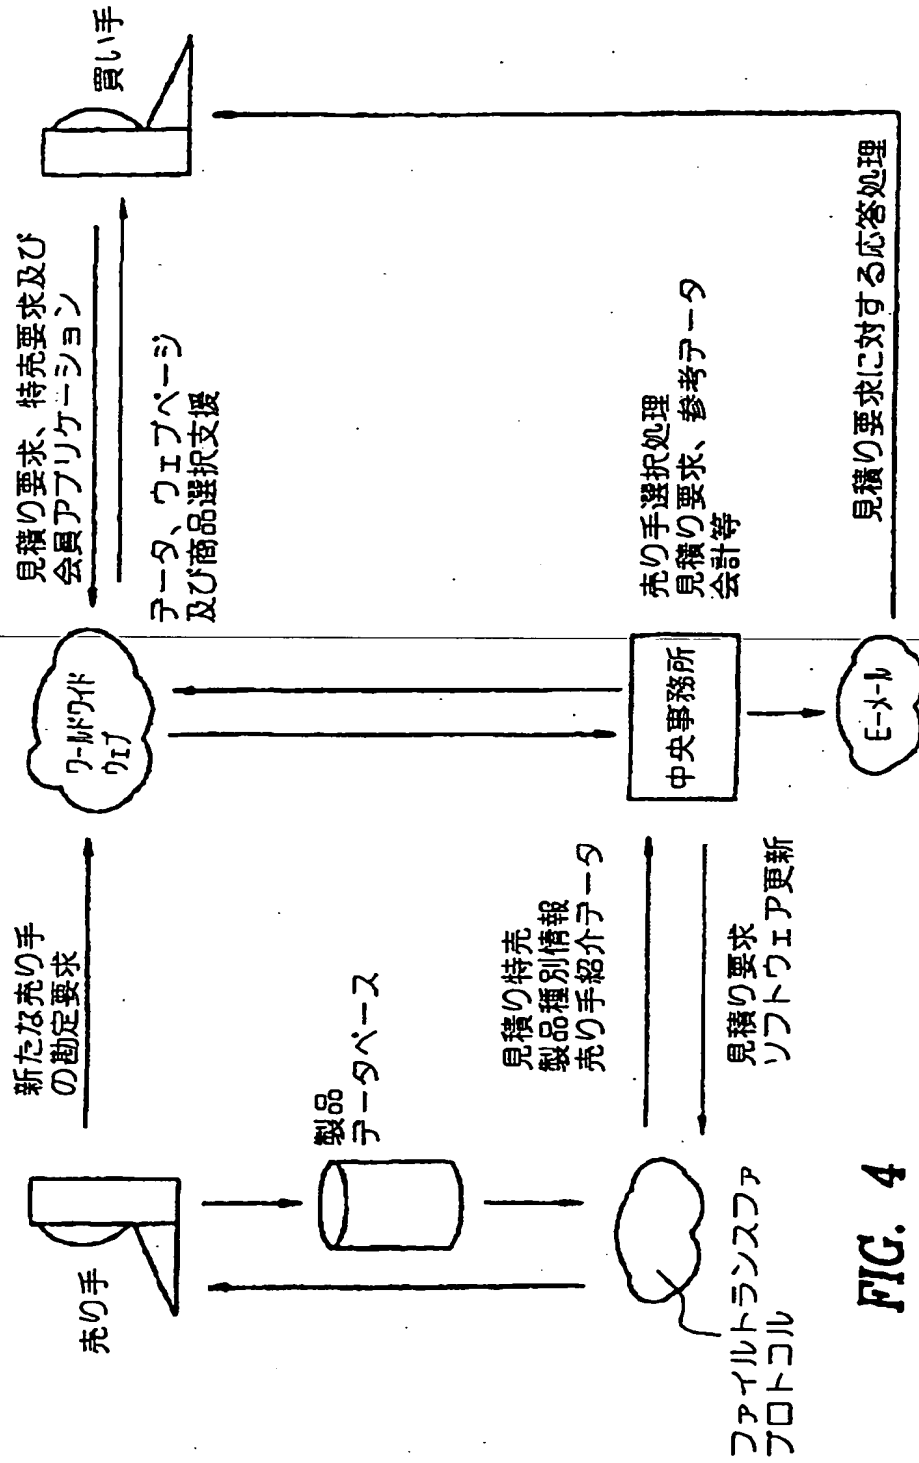 売り手
新たな売り手
の勘定要求
ワールドワイド
ウェブ
見積り要求、特売要求及び
会員アプリケーション
データ、ウェブページ
及び商品選択支援
買い手
製品
データベース
見積り特売
製品種別情報
売り手紹介データ
中央事務所
売り手選択処理
見積り要求、参考データ
会計等
ファイルトランスファ
プロトコル
見積り要求
ソフトウェア更新
E-メール
見積り要求に対する応答処理
FIG. 4